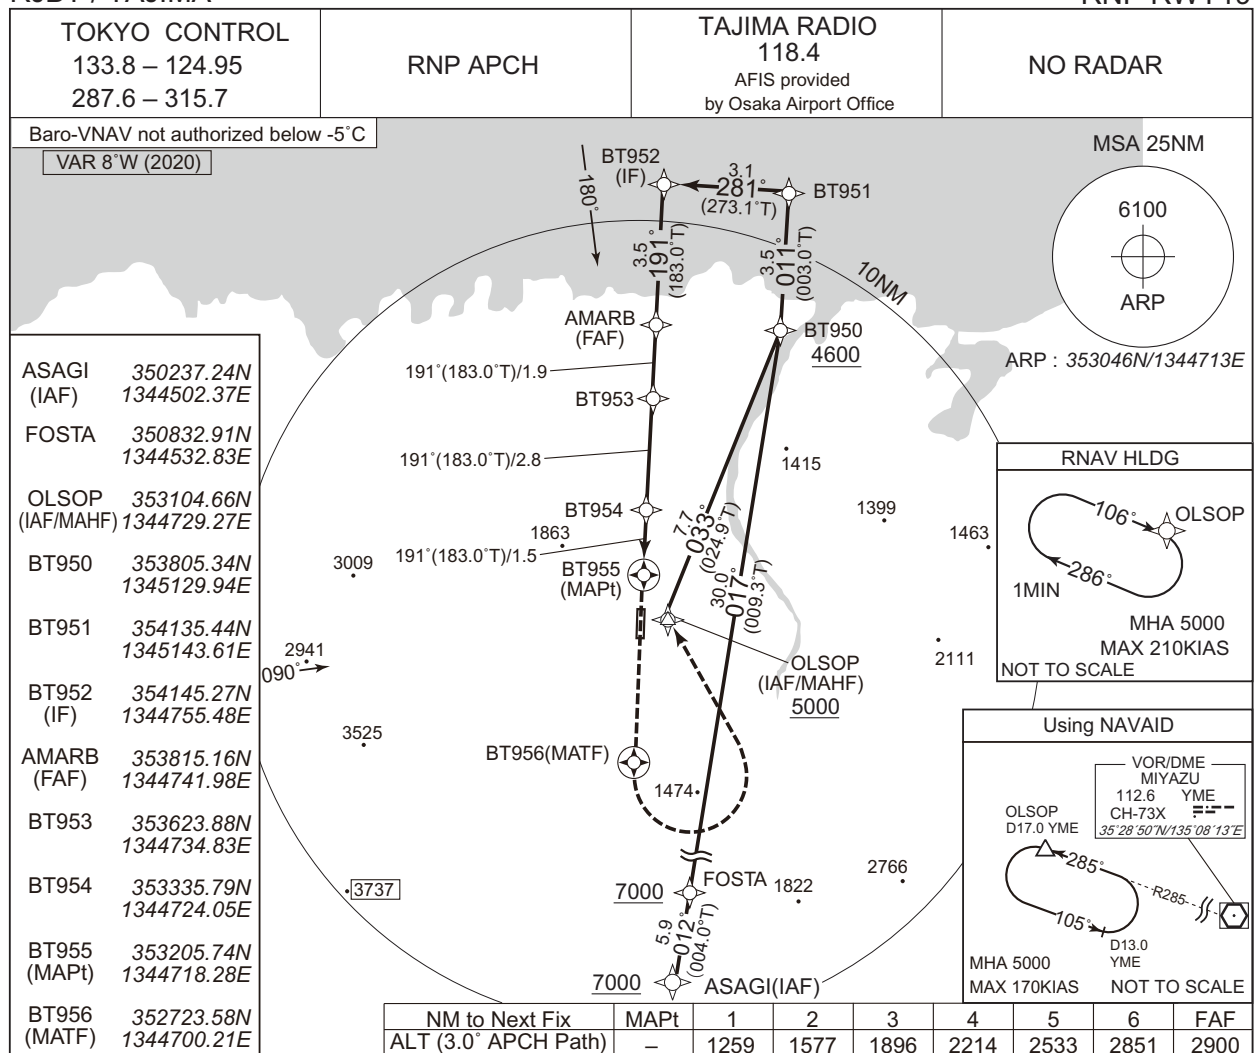 TOKYO CONTROL
133.8 – 124.95
287.6 – 315.7
RNP APCH
TAJIMA RADIO
118.4
AFIS provided
by Osaka Airport Office
NO RADAR
Baro-VNAV not authorized below -5˚C
VAR 8˚W (2020)
MSA 25NM
6100
ARP
ARP : 353046N/1344713E
180˚
BT952
(IF)
3.1
281˚
(273.1˚T)
BT951
3.5
191˚
(183.0˚T)
3.5
011˚
(003.0˚T)
10NM
AMARB
(FAF)
BT950
4600
191˚(183.0˚T)/1.9
BT953
191˚(183.0˚T)/2.8
1415
BT954
1399
1863
191˚(183.0˚T)/1.5
1463
3009
BT955
(MAPt)
7.7
033˚
(024.9˚T)
30.0
017˚
(009.3˚T)
2941
090˚
2111
OLSOP
(IAF/MAHF)
5000
3525
BT956(MATF)
1474
3737
7000
FOSTA
1822
2766
5.9
012˚
(004.0˚T)
7000
ASAGI(IAF)
ASAGI 350237.24N
(IAF) 1344502.37E
FOSTA 350832.91N
1344532.83E
OLSOP 353104.66N
(IAF/MAHF) 1344729.27E
BT950 353805.34N
1345129.94E
BT951 354135.44N
1345143.61E
BT952 354145.27N
(IF) 1344755.48E
AMARB 353815.16N
(FAF) 1344741.98E
BT953 353623.88N
1344734.83E
BT954 353335.79N
1344724.05E
BT955 353205.74N
(MAPt) 1344718.28E
BT956 352723.58N
(MATF) 1344700.21E
RNAV HLDG
106˚
OLSOP
286˚
1MIN
MHA 5000
MAX 210KIAS
NOT TO SCALE
Using NAVAID
VOR/DME
MIYAZU
112.6 YME
CH-73X
35˚28´50˝N/135˚08´13˝E
OLSOP
D17.0 YME
285˚
R285
105˚
D13.0
YME
MHA 5000
MAX 170KIAS
NOT TO SCALE
NM to Next Fix MAPt 1 2 3 4 5 6 FAF
ALT (3.0˚ APCH Path) – 1259 1577 1896 2214 2533 2851 2900